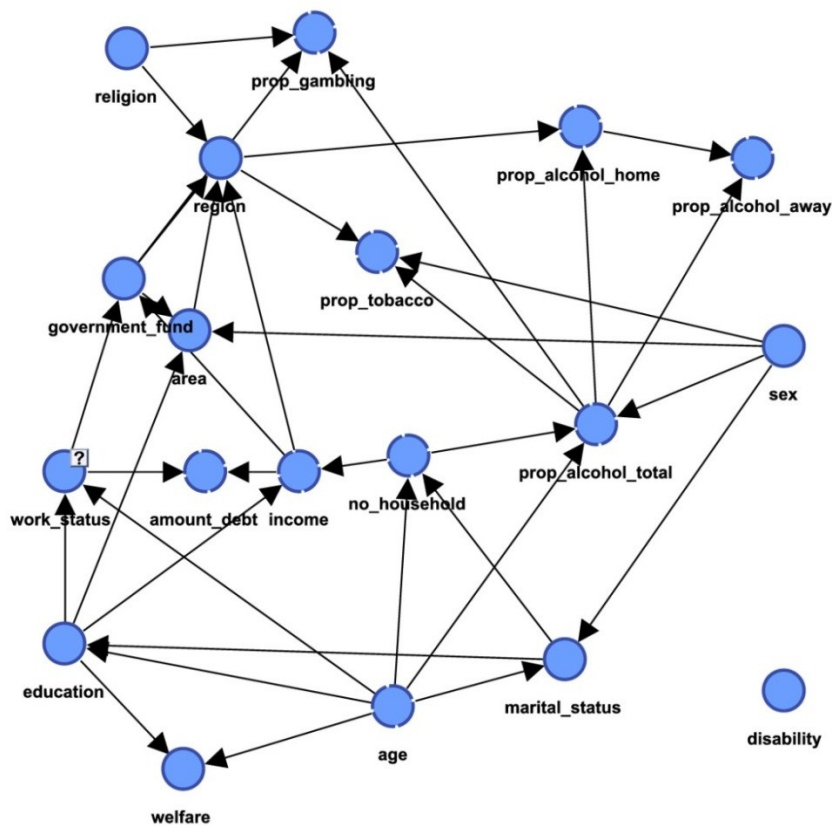 prop_gambling
religion
prop_alcohol_home
region
prop_alcohol_away
prop_tobacco
government_fund
area
sex
?
prop_alcohol_total
no_household
work_status
amount_debt
income
education
marital_status
disability
age
welfare